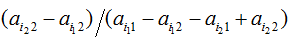 (a_{i_2 2} − a_{i_1 2})/(a_{i_1 1} − a_{i_1 2} − a_{i_2 1} + a_{i_2 2})